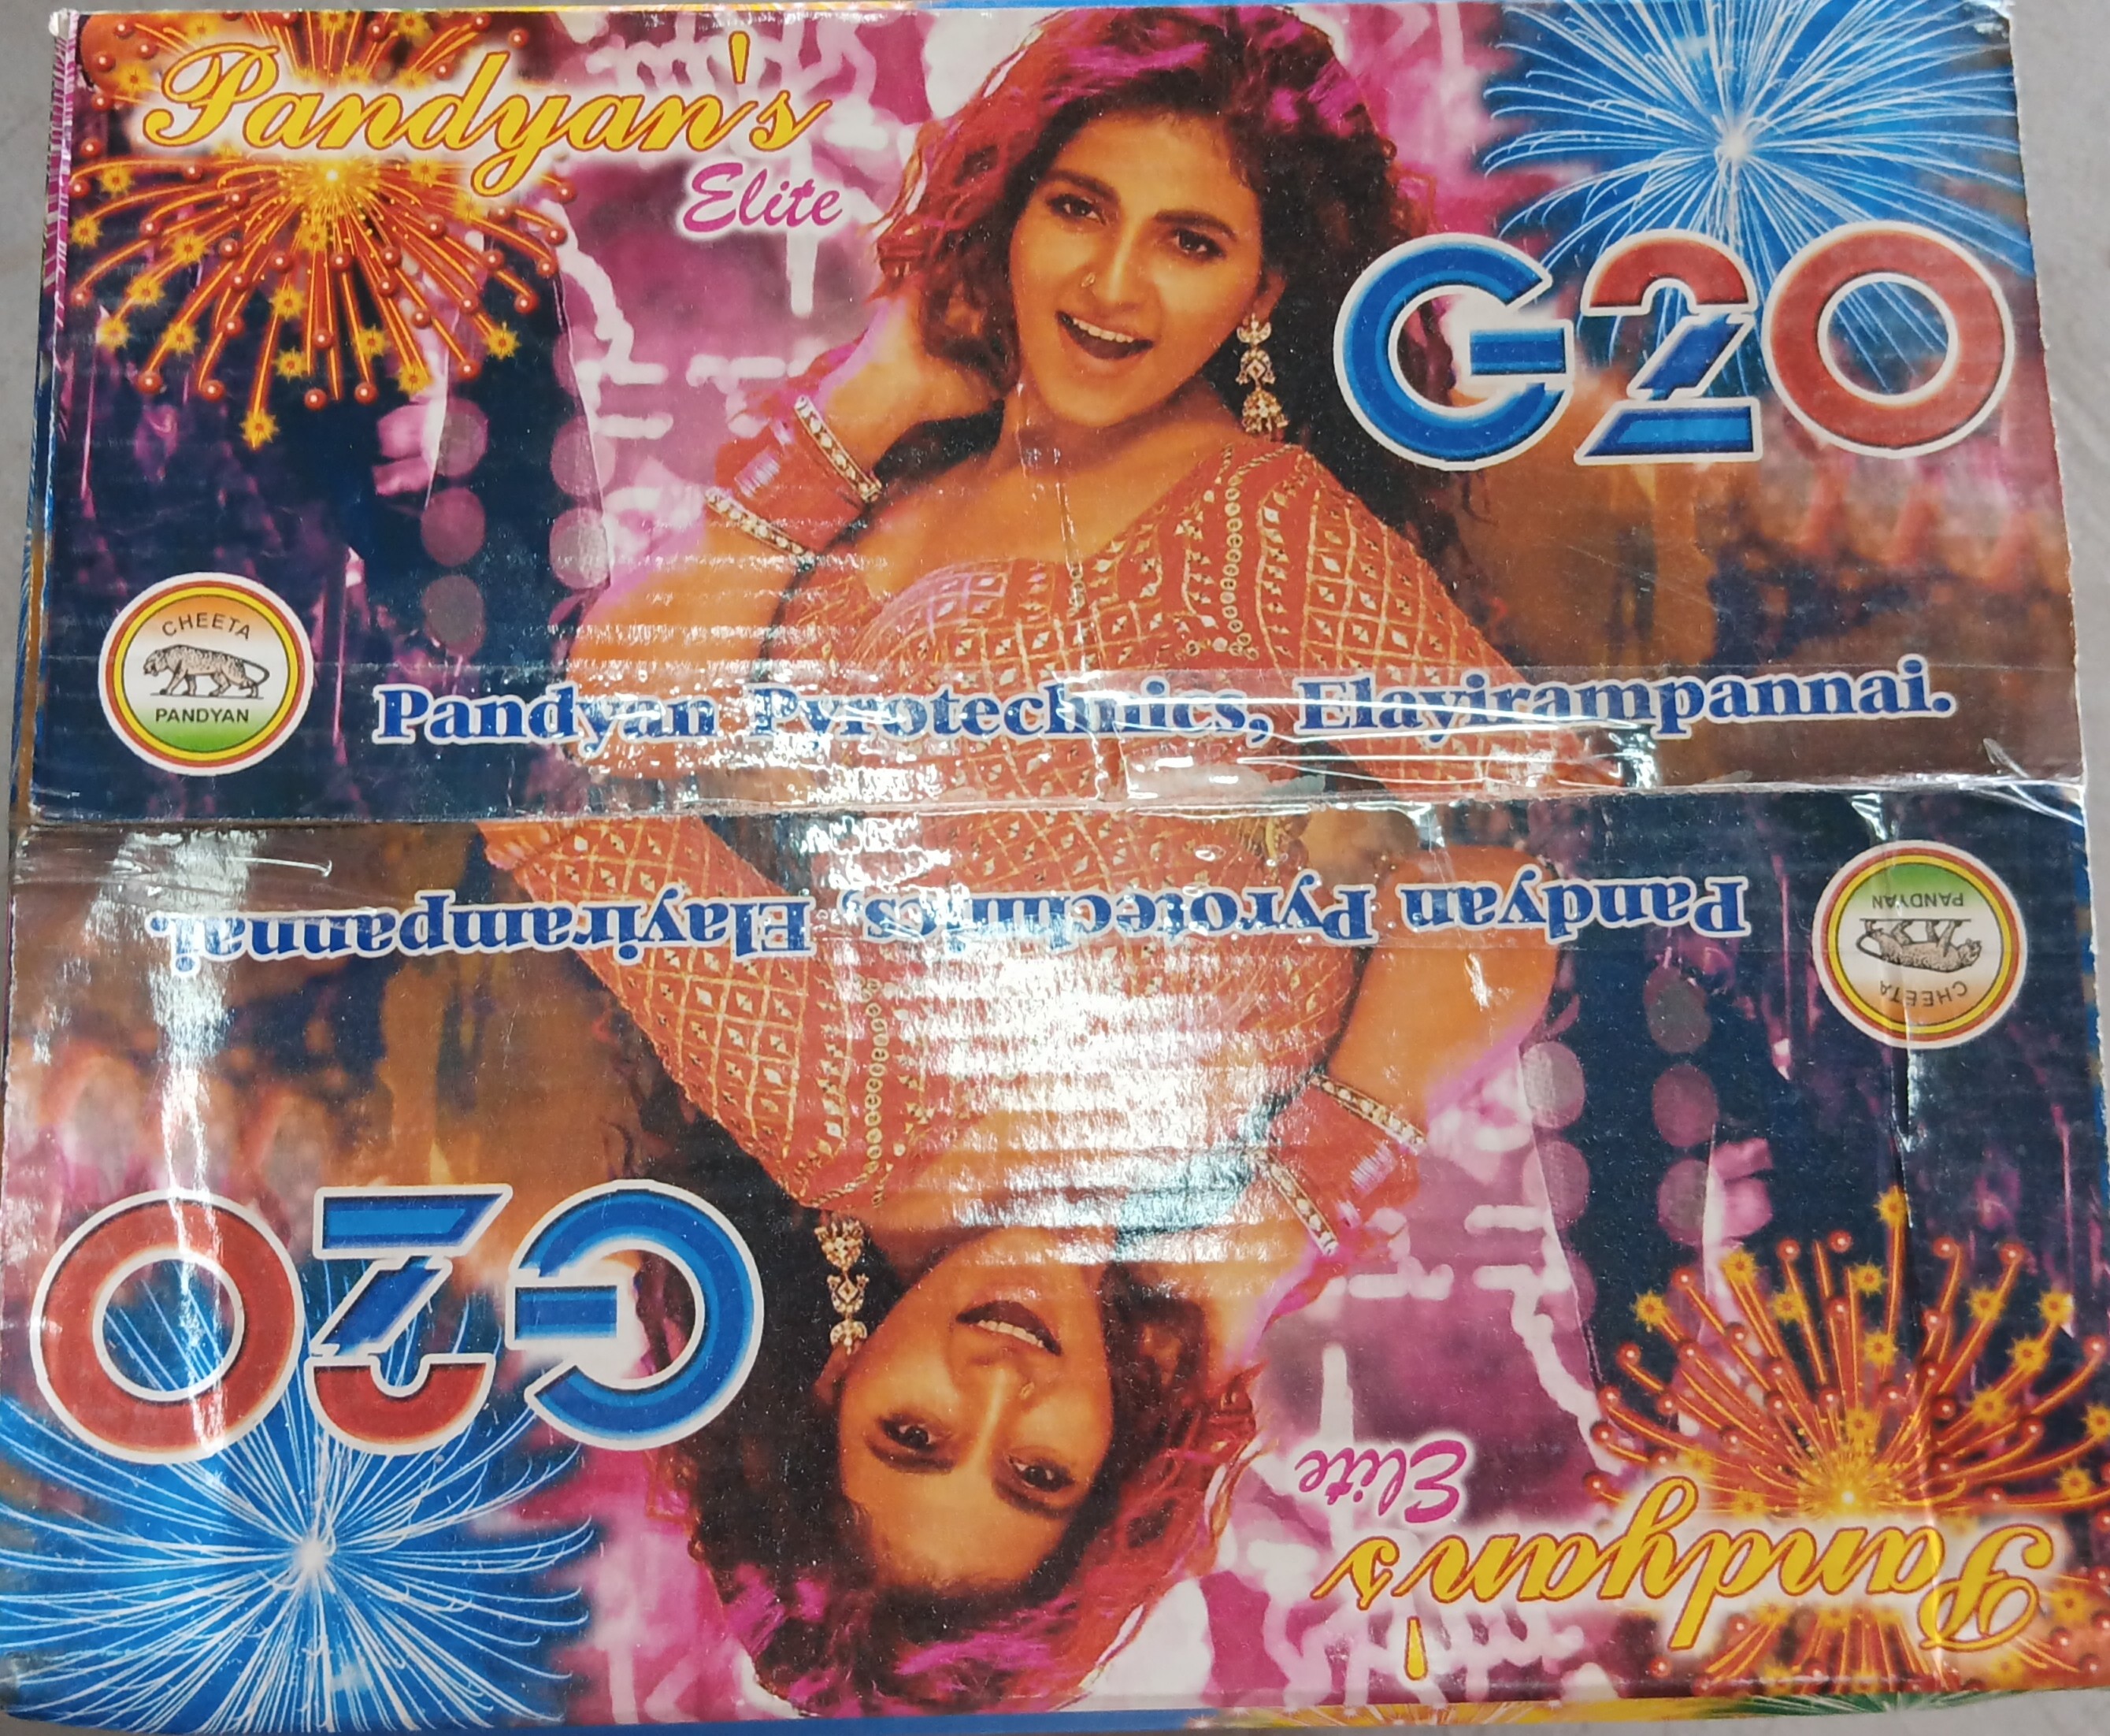 Pandyan's
Elite
G20
CHEETA
PANDYAN
Pandyan Pyrotechnics, Elayirampannai.
Pandyan Pyrotechnics, Elayirampannai.
CHEETA
PANDYAN
G20
Elite
Pandyan's